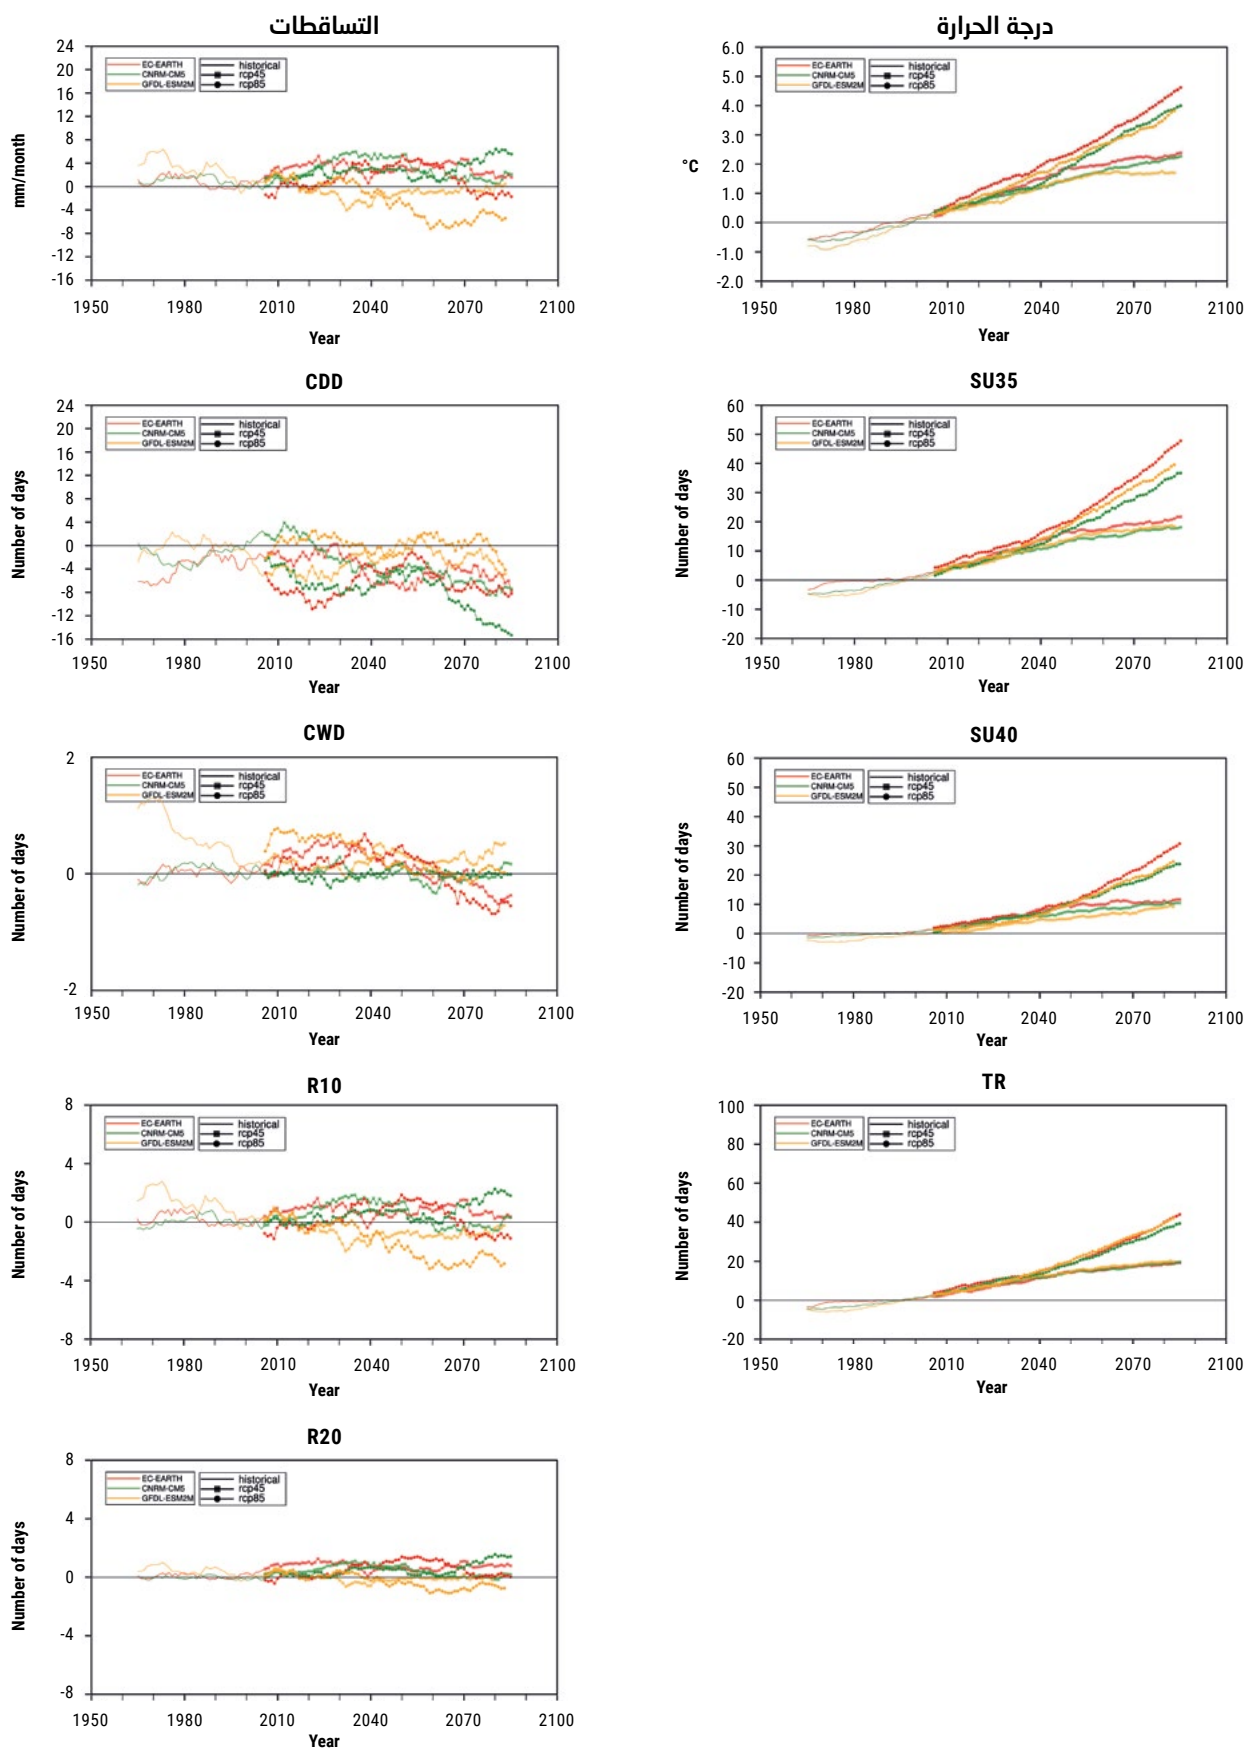 التساقطات
24
20
16
12
8
4
0
-4
-8
-12
-16
mm/month
EC-EARTH
CNRM-CM5
GFDL-ESM2M
historical
rcp45
rcp85
1950 1980 2010 2040 2070 2100
Year
درجة الحرارة
6.0
5.0
4.0
3.0
2.0
1.0
0.0
-1.0
-2.0
°C
EC-EARTH
CNRM-CM5
GFDL-ESM2M
historical
rcp45
rcp85
1950 1980 2010 2040 2070 2100
Year
CDD
24
20
16
12
8
4
0
-4
-8
-12
-16
Number of days
EC-EARTH
CNRM-CM5
GFDL-ESM2M
historical
rcp45
rcp85
1950 1980 2010 2040 2070 2100
Year
SU35
60
50
40
30
20
10
0
-10
-20
Number of days
EC-EARTH
CNRM-CM5
GFDL-ESM2M
historical
rcp45
rcp85
1950 1980 2010 2040 2070 2100
Year
CWD
2
0
-2
Number of days
EC-EARTH
CNRM-CM5
GFDL-ESM2M
historical
rcp45
rcp85
1950 1980 2010 2040 2070 2100
Year
SU40
60
50
40
30
20
10
0
-10
-20
Number of days
EC-EARTH
CNRM-CM5
GFDL-ESM2M
historical
rcp45
rcp85
1950 1980 2010 2040 2070 2100
Year
R10
8
4
0
-4
-8
Number of days
EC-EARTH
CNRM-CM5
GFDL-ESM2M
historical
rcp45
rcp85
1950 1980 2010 2040 2070 2100
Year
TR
100
80
60
40
20
0
-20
Number of days
EC-EARTH
CNRM-CM5
GFDL-ESM2M
historical
rcp45
rcp85
1950 1980 2010 2040 2070 2100
Year
R20
8
4
0
-4
-8
Number of days
EC-EARTH
CNRM-CM5
GFDL-ESM2M
historical
rcp45
rcp85
1950 1980 2010 2040 2070 2100
Year